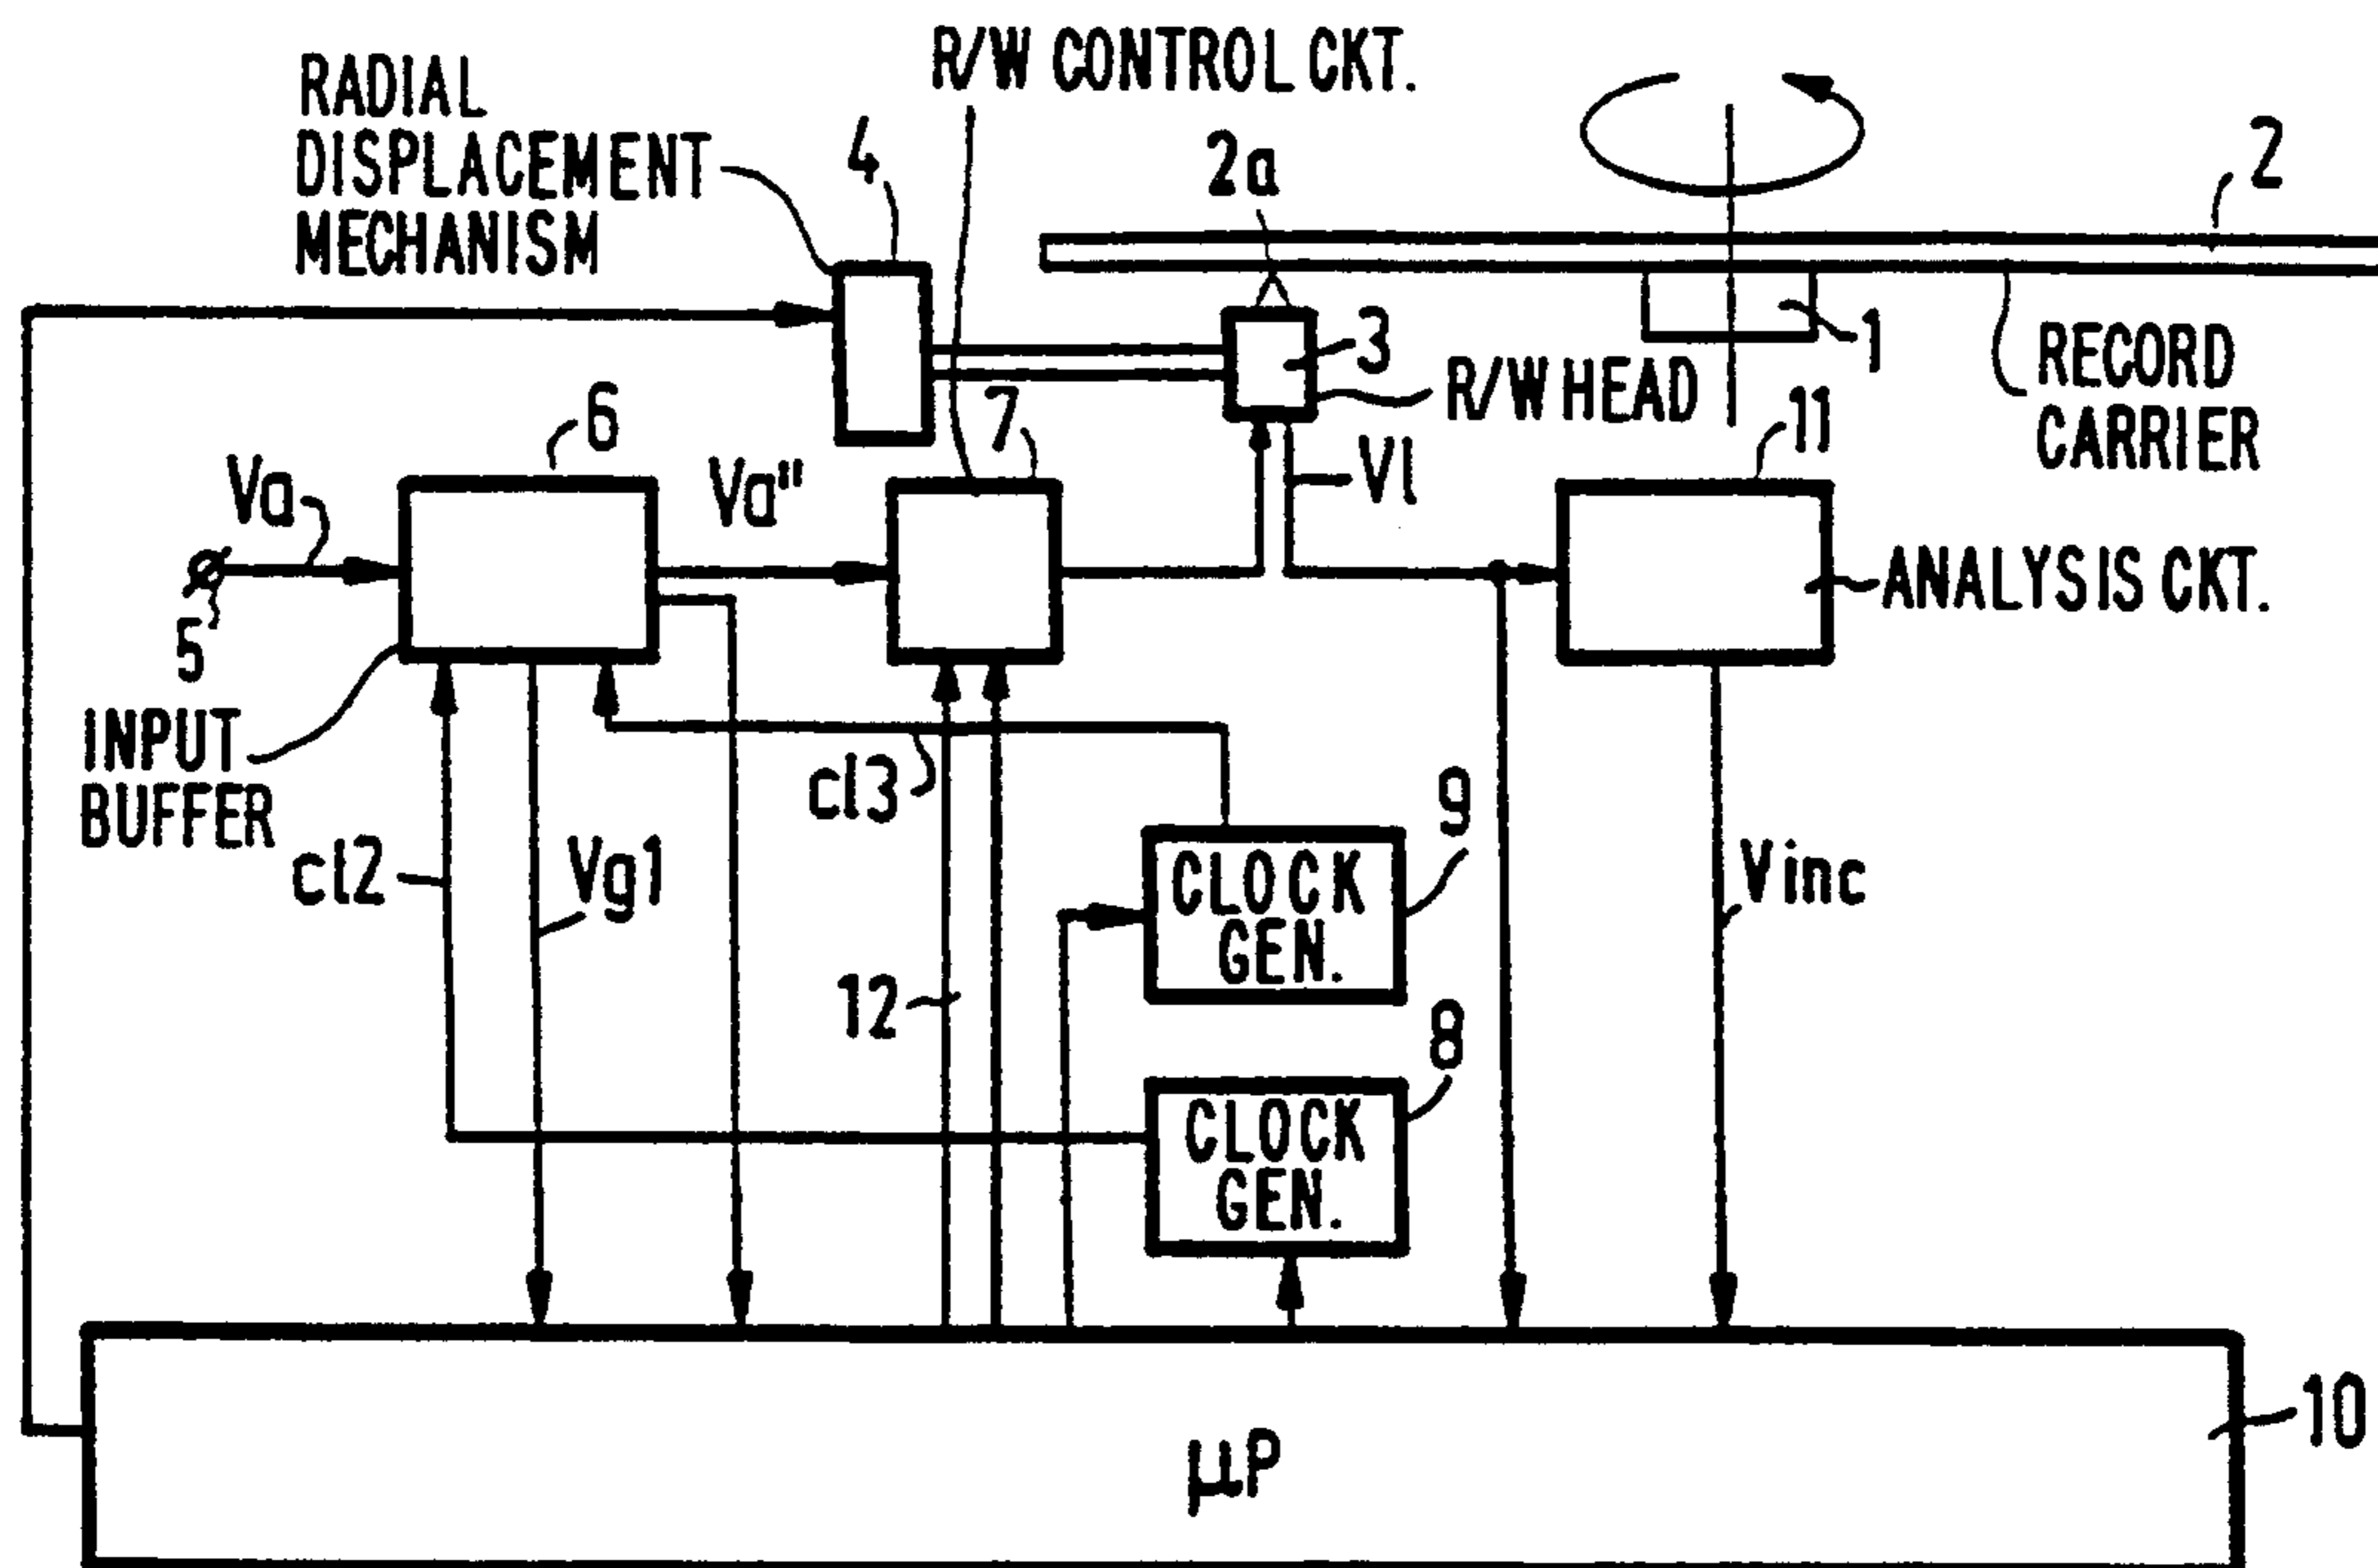 R/W CONTROL CKT.
RADIAL
DISPLACEMENT
MECHANISM
4
2a
2
3
1
R/W HEAD
RECORD
CARRIER
6
7
11
Va
Va"
Vl
5
ANALYSIS CKT.
INPUT
BUFFER
cl3
9
cl2
Vg1
CLOCK
GEN.
Vinc
12
8
CLOCK
GEN.
10
µP